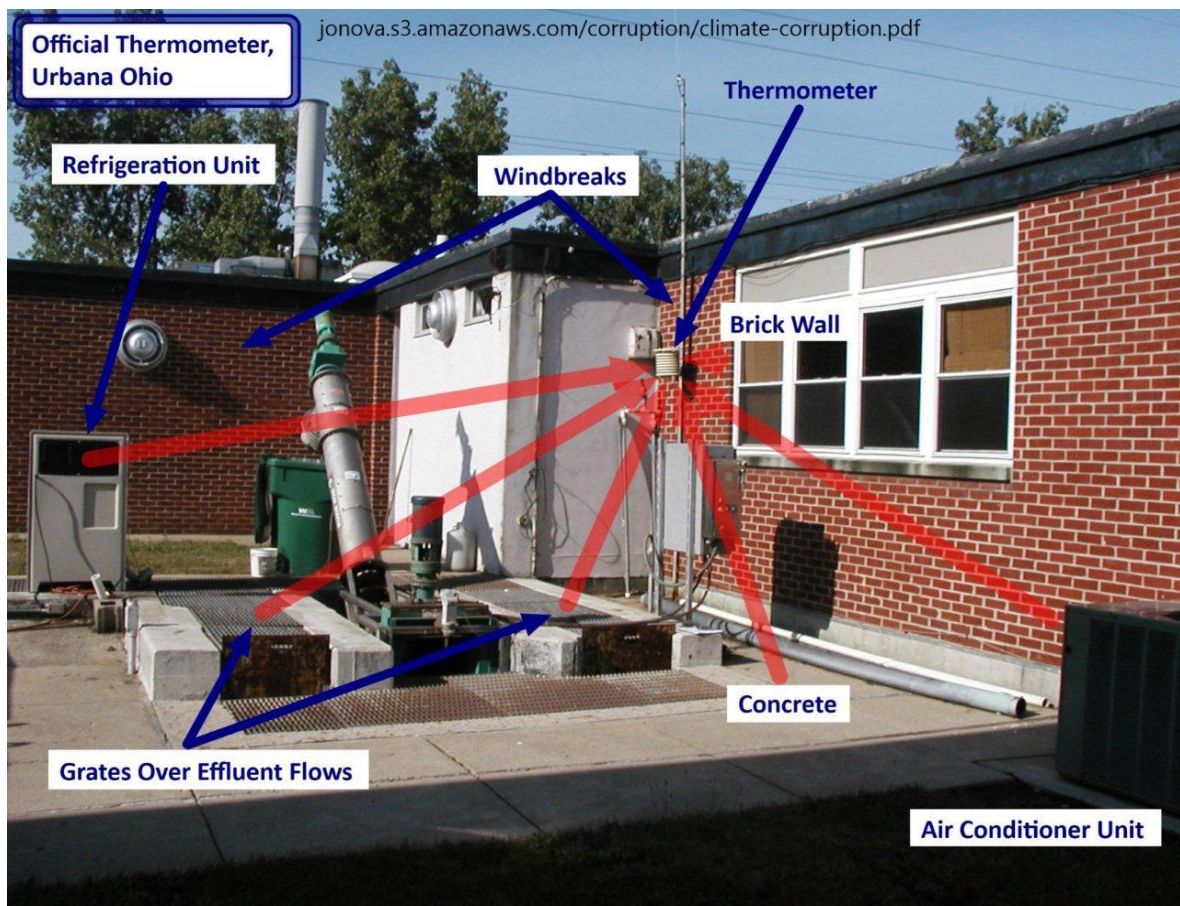 jonova.s3.amazonaws.com/corruption/climate-corruption.pdf
Official Thermometer,
Urbana Ohio
Thermometer
Refrigeration Unit
Windbreaks
Brick Wall
Concrete
Grates Over Effluent Flows
Air Conditioner Unit